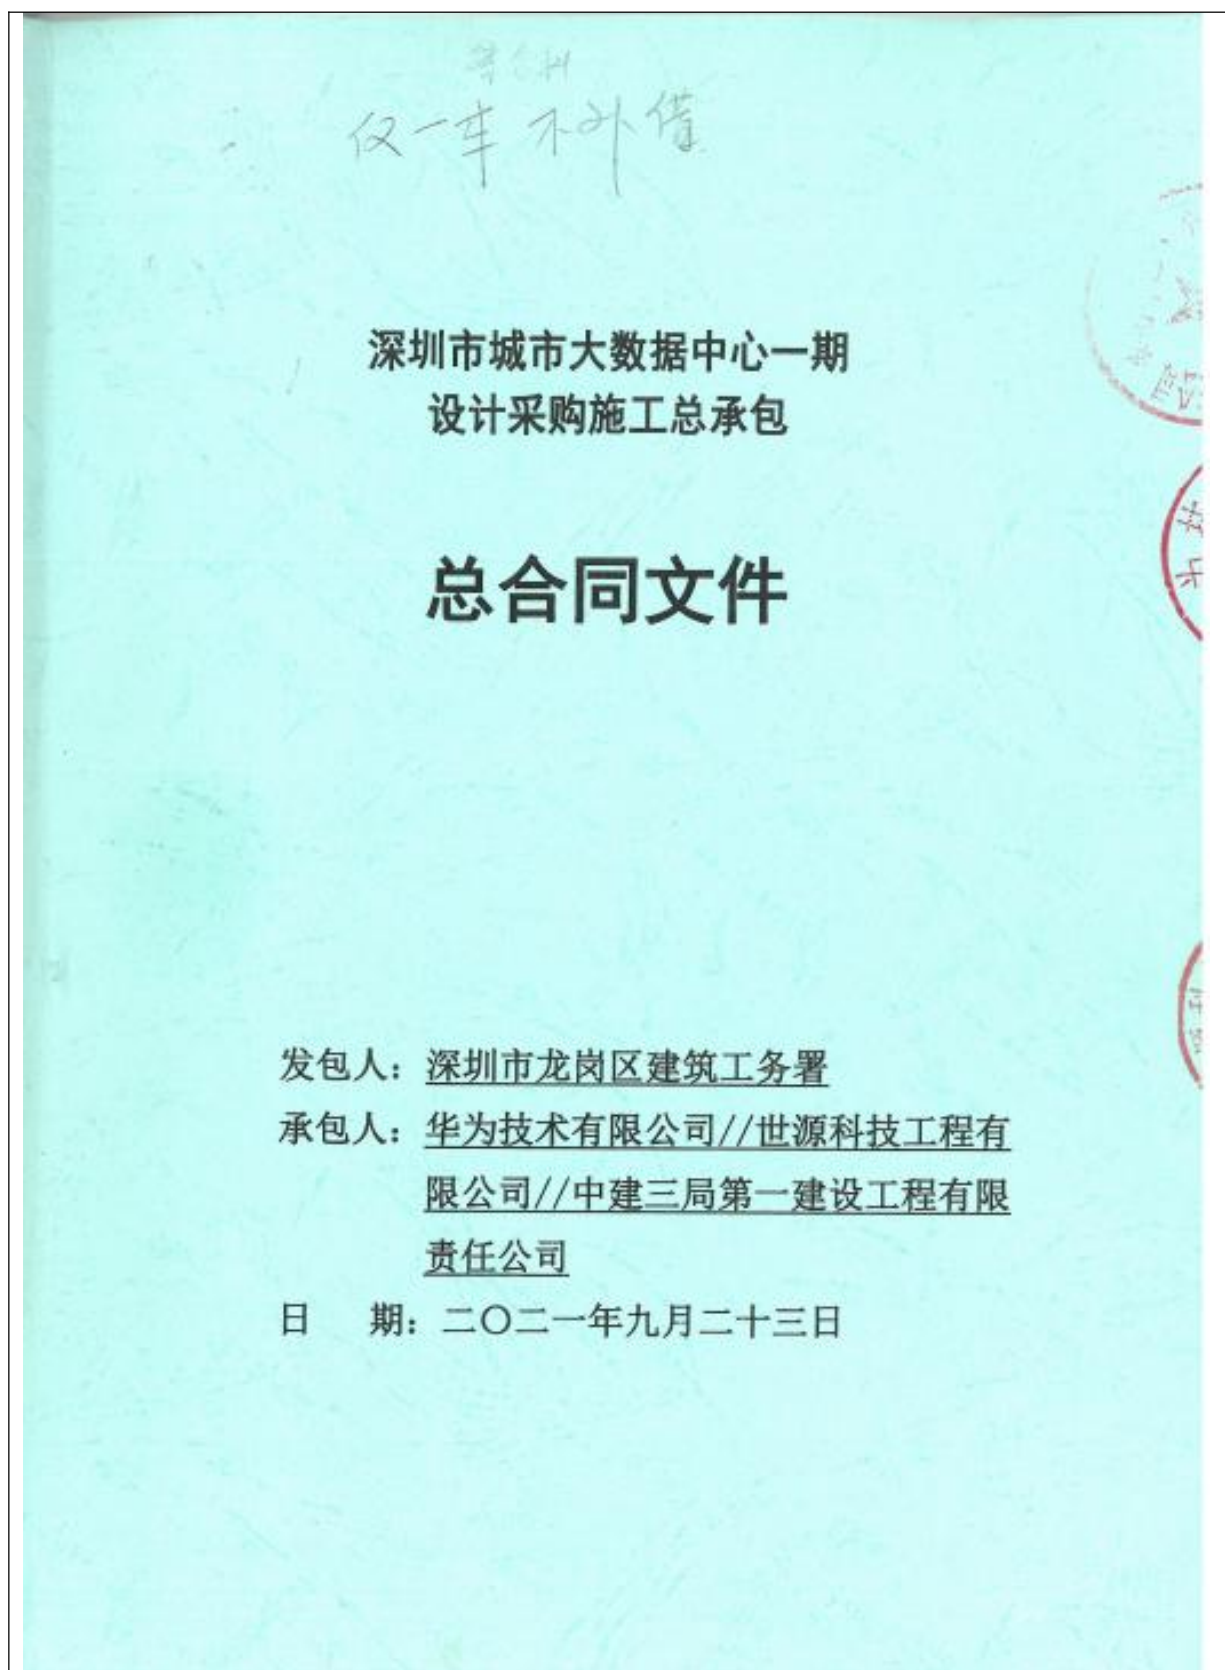 仅一本 不外借
深圳市城市大数据中心一期
设计采购施工总承包
总合同文件
发包人：深圳市龙岗区建筑工务署
承包人：华为技术有限公司//世源科技工程有
限公司//中建三局第一建设工程有限
责任公司
日 期：二〇二一年九月二十三日